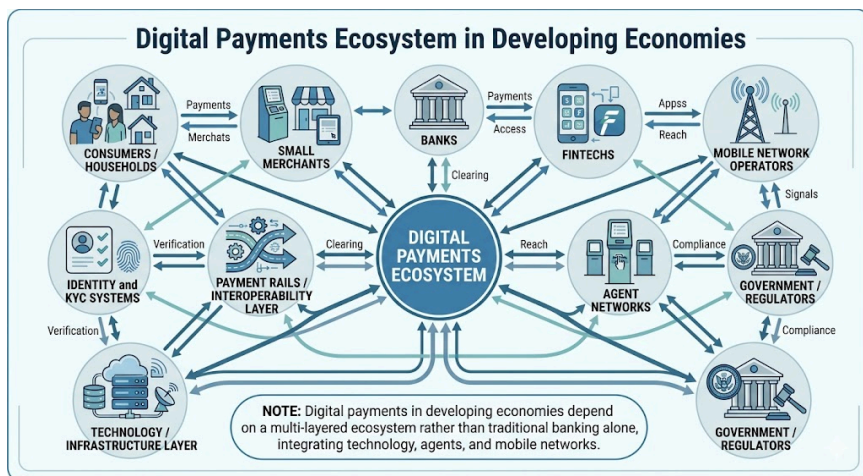 Digital Payments Ecosystem in Developing Economies
Payments
Merchats
Payments
Access
Appss
Reach
CONSUMERS /
HOUSEHOLDS
SMALL
MERCHANTS
BANKS
FINTECHS
MOBILE NETWORK
OPERATORS
Clearing
Signals
Verification
Clearing
DIGITAL
PAYMENTS
ECOSYSTEM
Reach
Compliance
IDENTITY and
KYC SYSTEMS
PAYMENT RAILS /
INTEROPERABILITY
LAYER
AGENT
NETWORKS
GOVERNMENT /
REGULATORS
Verification
Compliance
TECHNOLOGY /
INFRASTRUCTURE LAYER
NOTE: Digital payments in developing economies depend
on a multi-layered ecosystem rather than traditional banking alone,
integrating technology, agents, and mobile networks.
GOVERNMENT /
REGULATORS